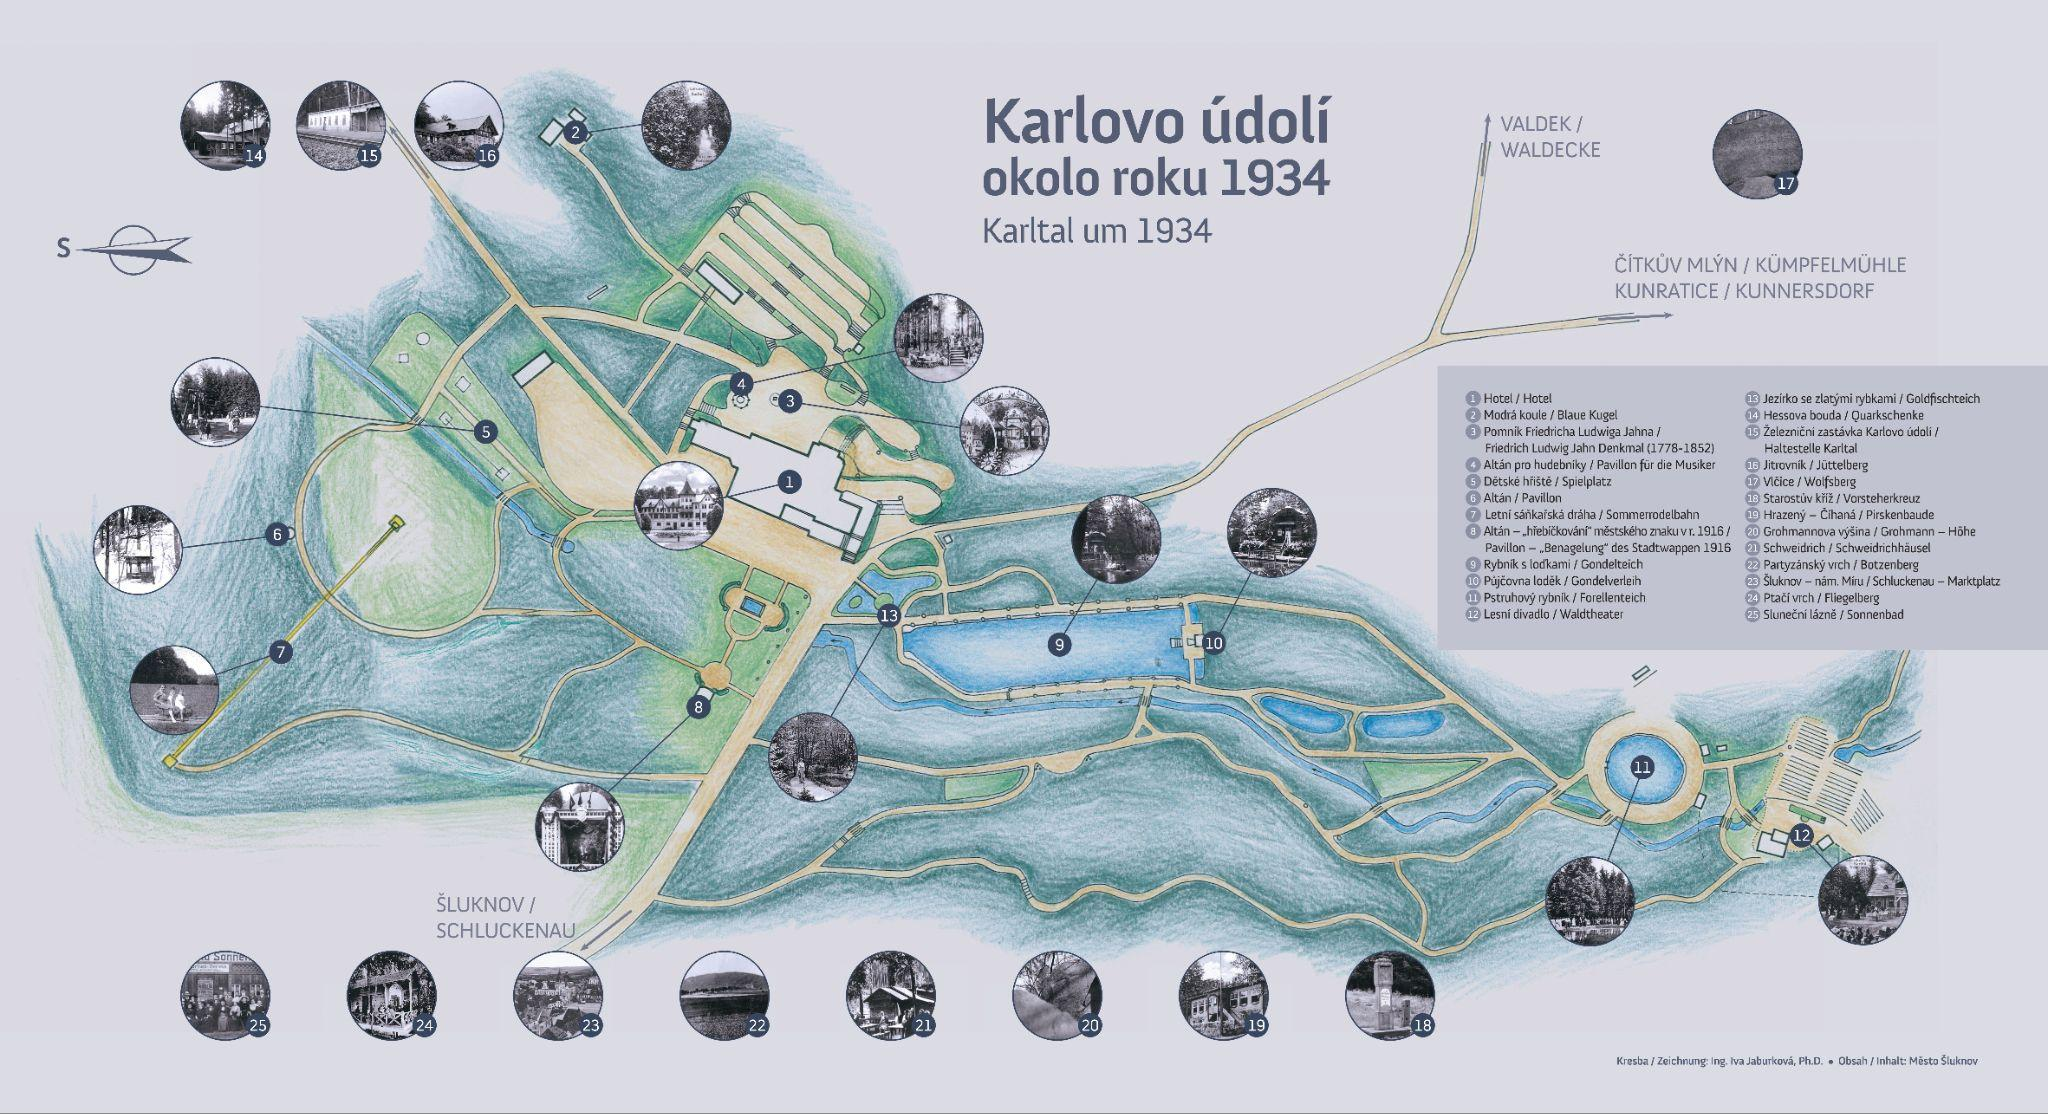 Karlovo údolí
okolo roku 1934
Karltal um 1934
VALDEK /
WALDECKE
ČÍTKŮV MLÝN / KÜMPFELMÜHLE
KUNRATICE / KUNNERSDORF
S
14
15
16
2
17
4
3
5
1
6
7
8
13
9
10
11
12
1 Hotel / Hotel
2 Modrá koule / Blaue Kugel
3 Pomník Friedricha Ludwiga Jahna /
Friedrich Ludwig Jahn Denkmal (1778-1852)
4 Altán pro hudebníky / Pavillon für die Musiker
5 Dětské hřiště / Spielplatz
6 Altán / Pavillon
7 Letní sáňkařská dráha / Sommerrodelbahn
8 Altán – „hřebíčkování“ městského znaku v r. 1916 /
Pavillon – „Benagelung“ des Stadtwappen 1916
9 Rybník s loďkami / Gondelteich
10 Půjčovna loděk / Gondelverleih
11 Pstruhový rybník / Forellenteich
12 Lesní divadlo / Waldtheater
13 Jezírko se zlatými rybkami / Goldfischteich
14 Hessova bouda / Quarkschenke
15 Železniční zastávka Karlovo údolí /
Haltestelle Karltal
16 Jitrovník / Jüttelberg
17 Vlčice / Wolfsberg
18 Starostův kříž / Vorsteherkreuz
19 Hrazený – Číhaná / Pirskenbaude
20 Grohmannova výšina / Grohmann – Höhe
21 Schweidrich / Schweidrichhäusel
22 Partyzánský vrch / Botzenberg
23 Šluknov – nám. Míru / Schluckenau – Marktplatz
24 Ptačí vrch / Fliegelberg
25 Sluneční lázně / Sonnenbad
ŠLUKNOV /
SCHLUCKENAU
25
24
23
22
21
20
19
18
Kresba / Zeichnung: Ing. Iva Jaburková, Ph.D. • Obsah / Inhalt: Město Šluknov